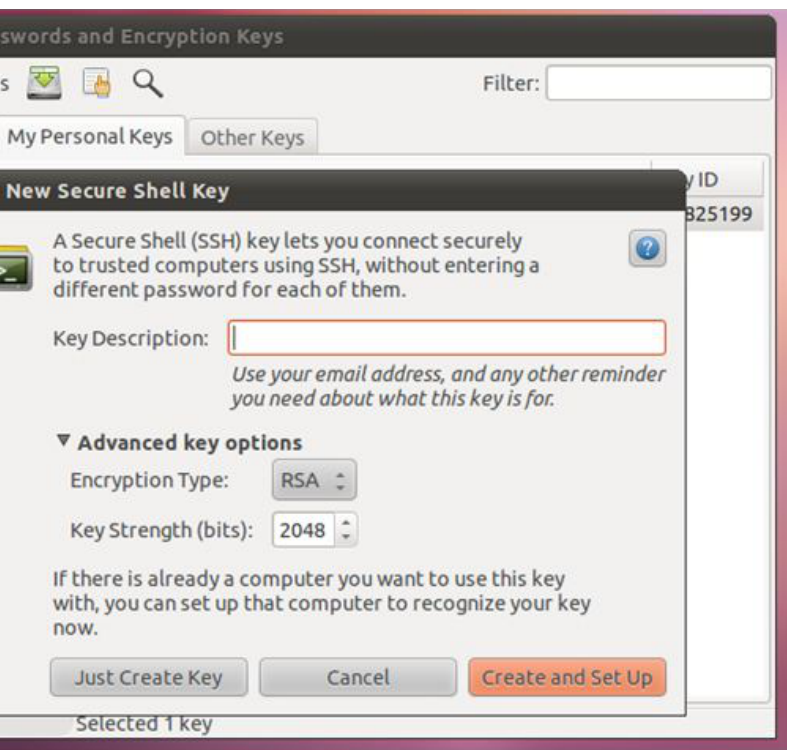 swords and Encryption Keys
s
Filter:
My Personal Keys Other Keys
y ID
825199
New Secure Shell Key
A Secure Shell (SSH) key lets you connect securely
to trusted computers using SSH, without entering a
different password for each of them.
Key Description:
Use your email address, and any other reminder
you need about what this key is for.
Advanced key options
Encryption Type: RSA
Key Strength (bits): 2048
If there is already a computer you want to use this key
with, you can set up that computer to recognize your key
now.
Just Create Key Cancel Create and Set Up
Selected 1 key